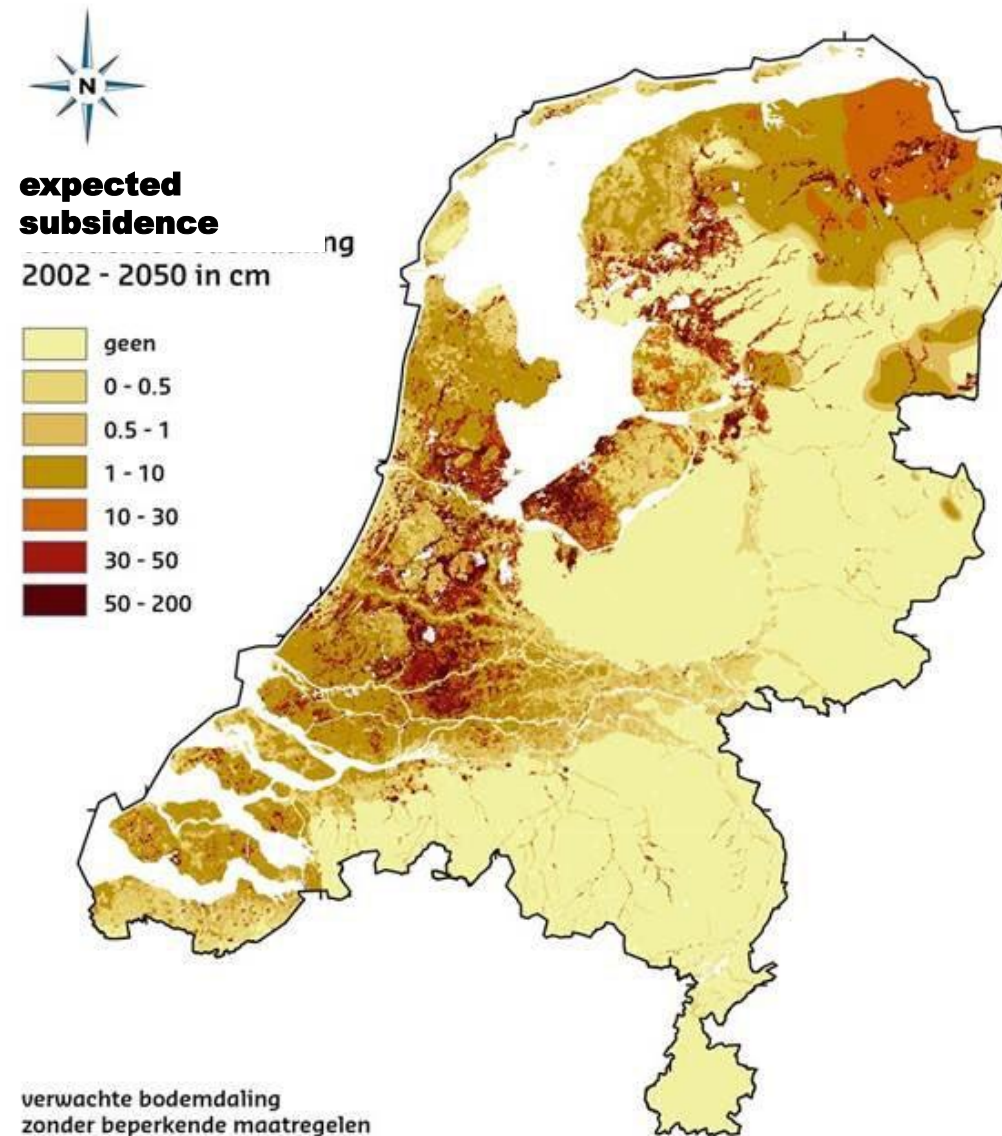 N
expected
subsidence
ng
2002 - 2050 in cm
geen
0 - 0.5
0.5 - 1
1 - 10
10 - 30
30 - 50
50 - 200
verwachte bodemdaling
zonder beperkende maatregelen